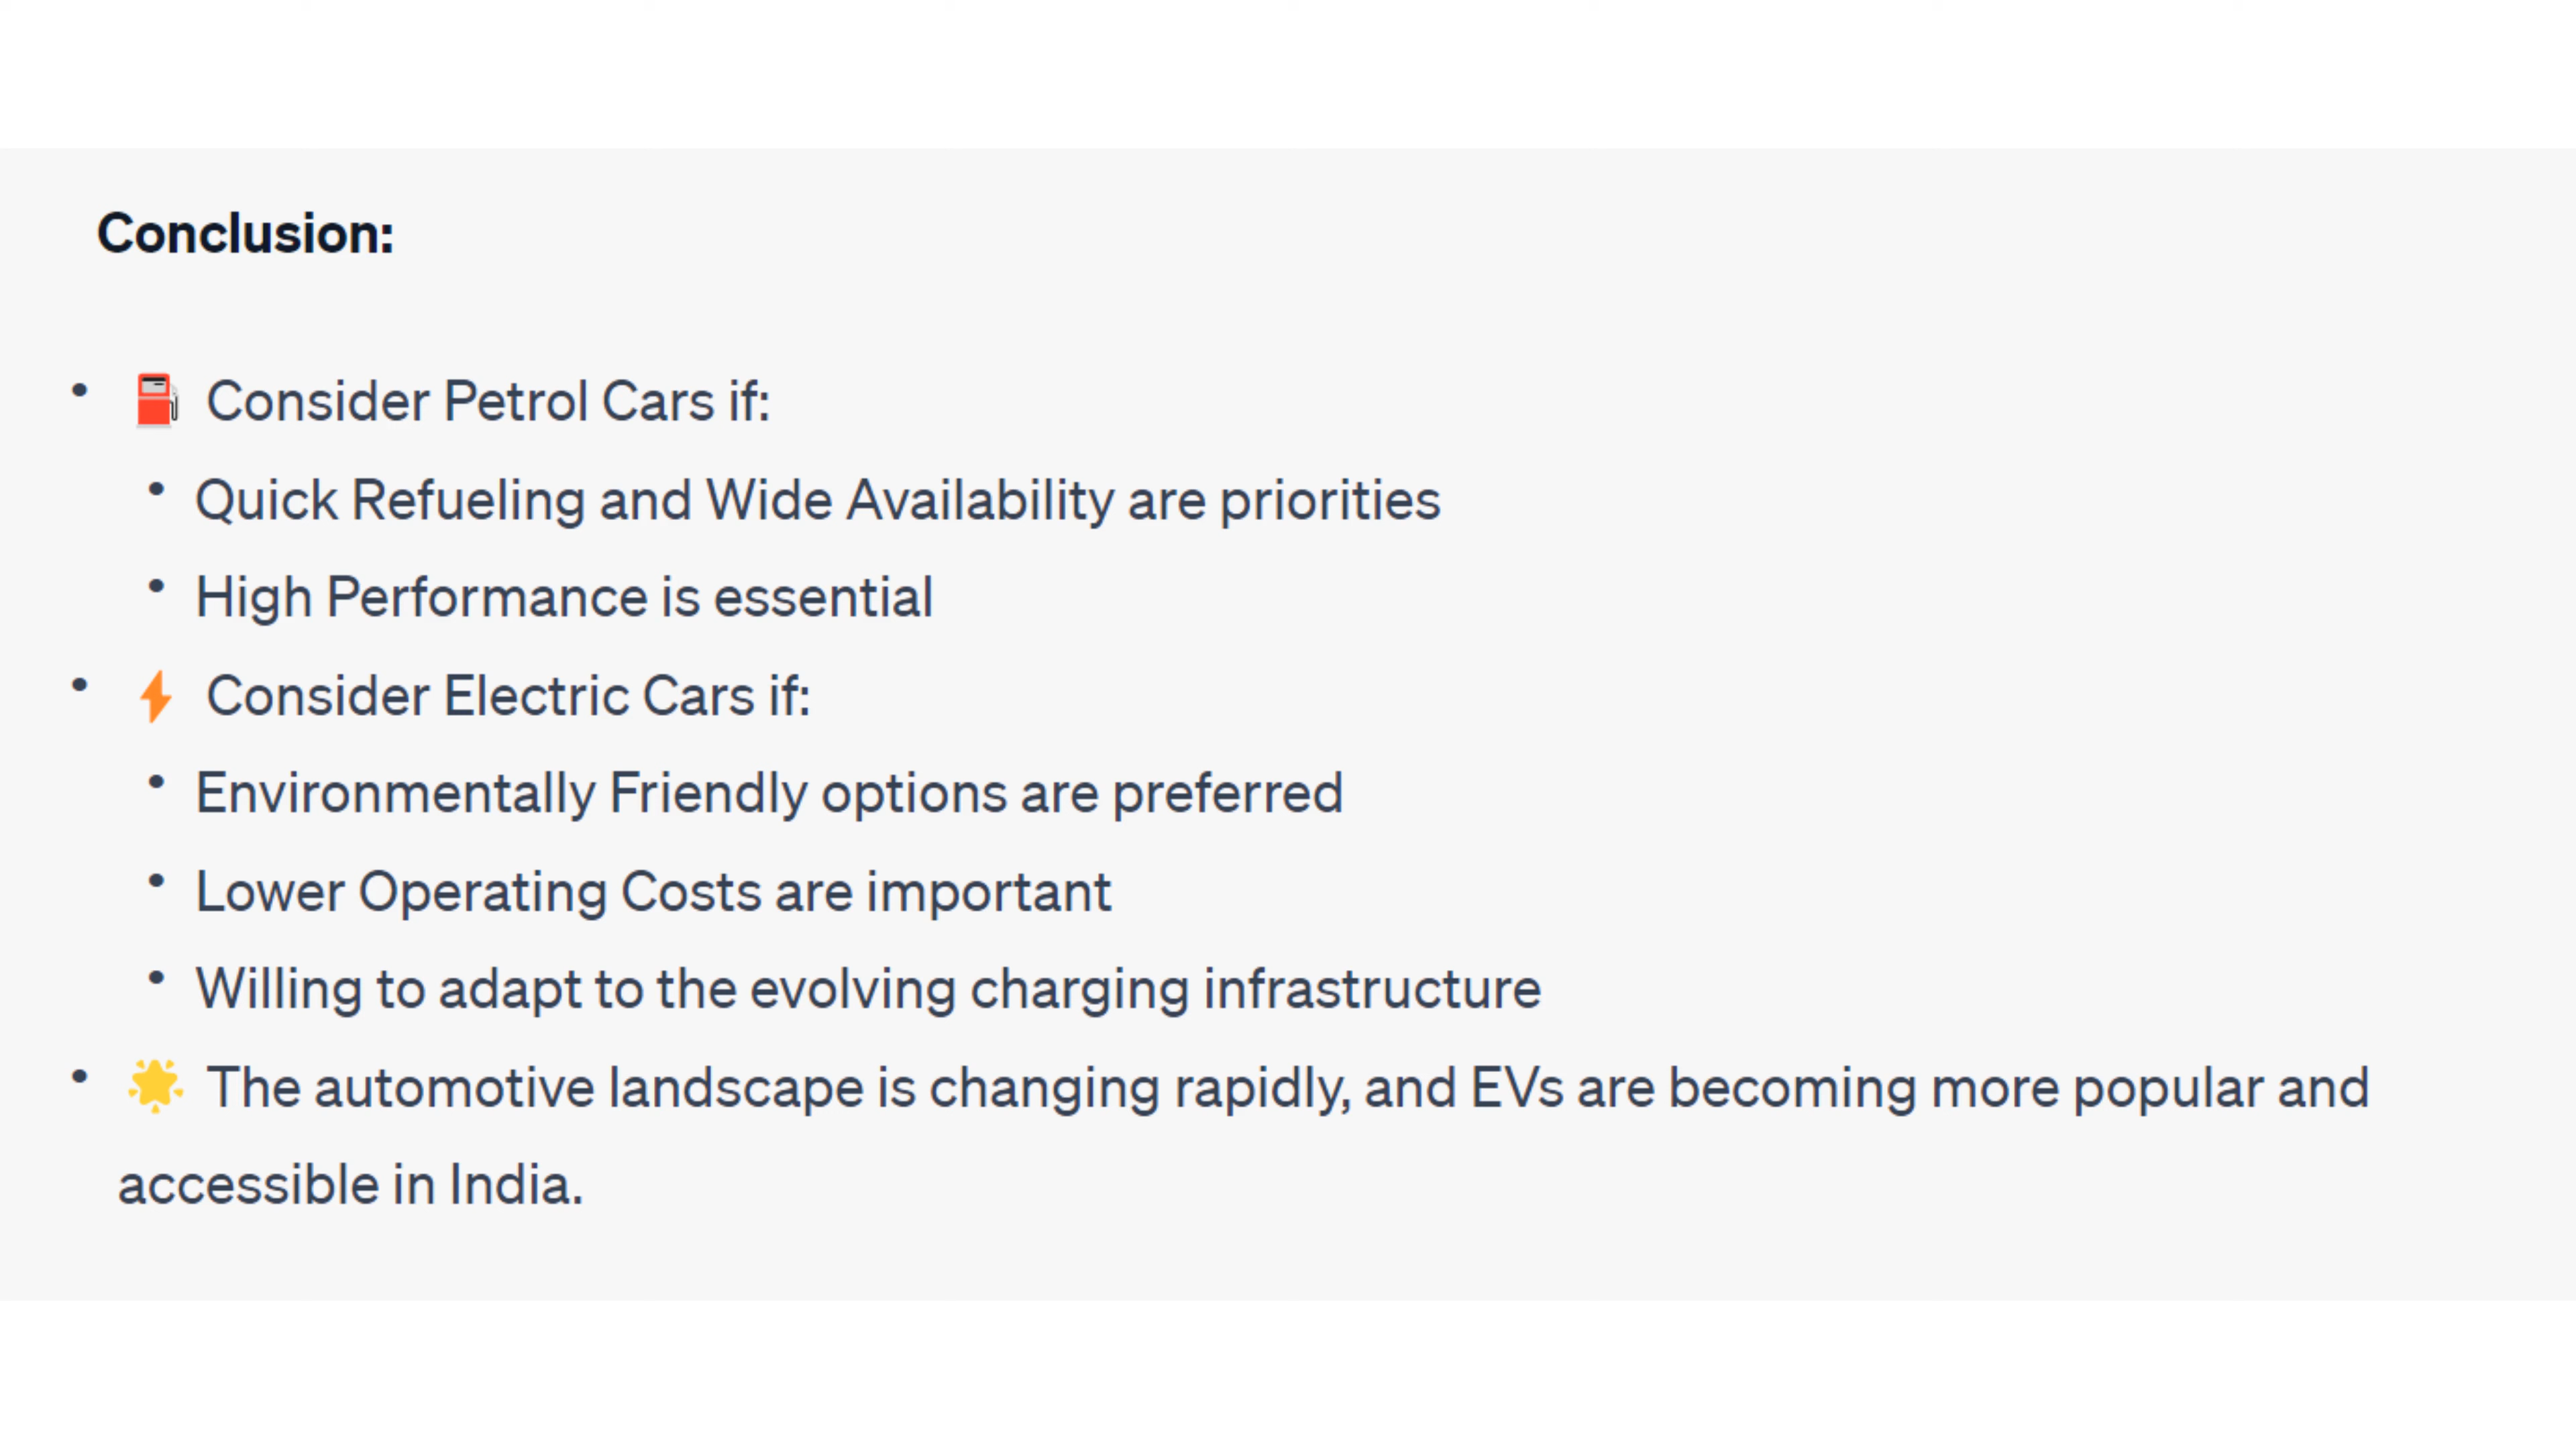 Conclusion:
• ⛽ Consider Petrol Cars if:
• Quick Refueling and Wide Availability are priorities
• High Performance is essential
• ⚡ Consider Electric Cars if:
• Environmentally Friendly options are preferred
• Lower Operating Costs are important
• Willing to adapt to the evolving charging infrastructure
• 🌟 The automotive landscape is changing rapidly, and EVs are becoming more popular and
accessible in India.